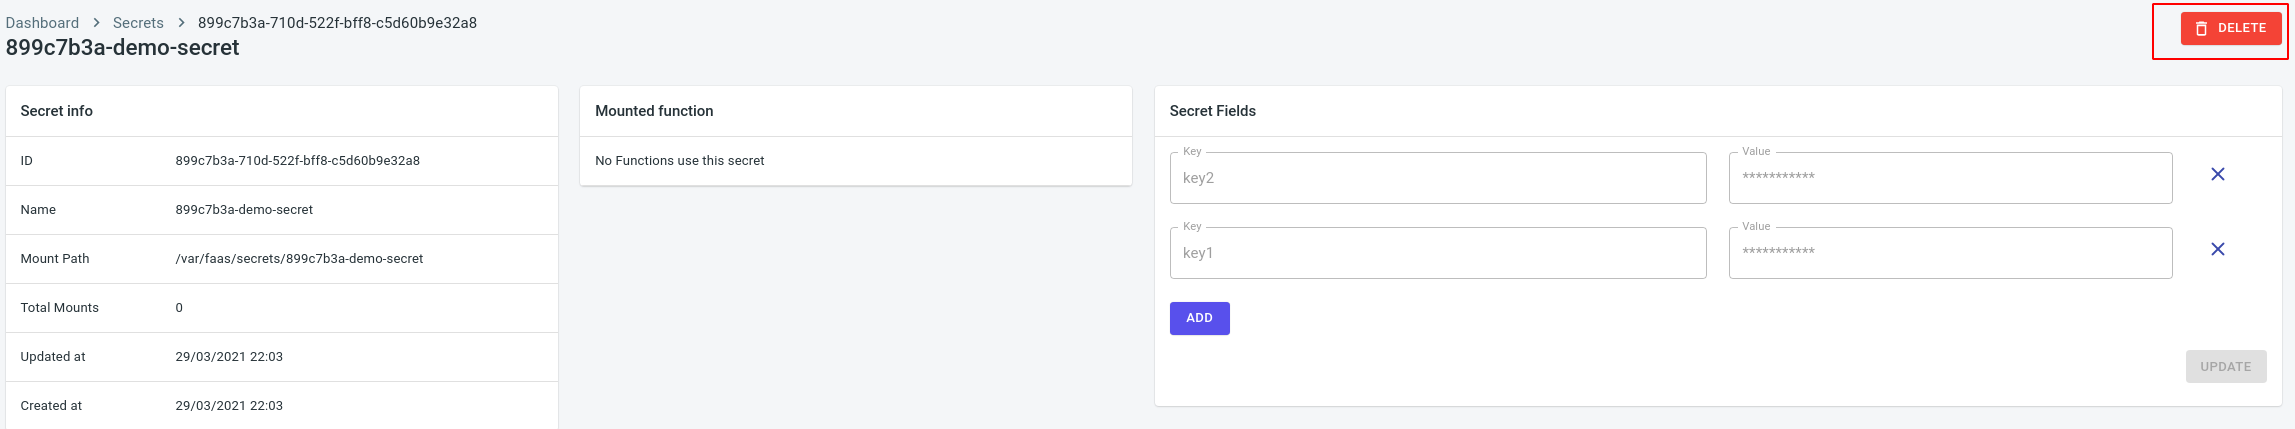 Dashboard > Secrets > 899c7b3a-710d-522f-bff8-c5d60b9e32a8
899c7b3a-demo-secret
DELETE
Secret info
ID 899c7b3a-710d-522f-bff8-c5d60b9e32a8
Name 899c7b3a-demo-secret
Mount Path /var/faas/secrets/899c7b3a-demo-secret
Total Mounts 0
Updated at 29/03/2021 22:03
Created at 29/03/2021 22:03
Mounted function
No Functions use this secret
Secret Fields
Key Value
key2 ***********
Key Value
key1 ***********
ADD
UPDATE